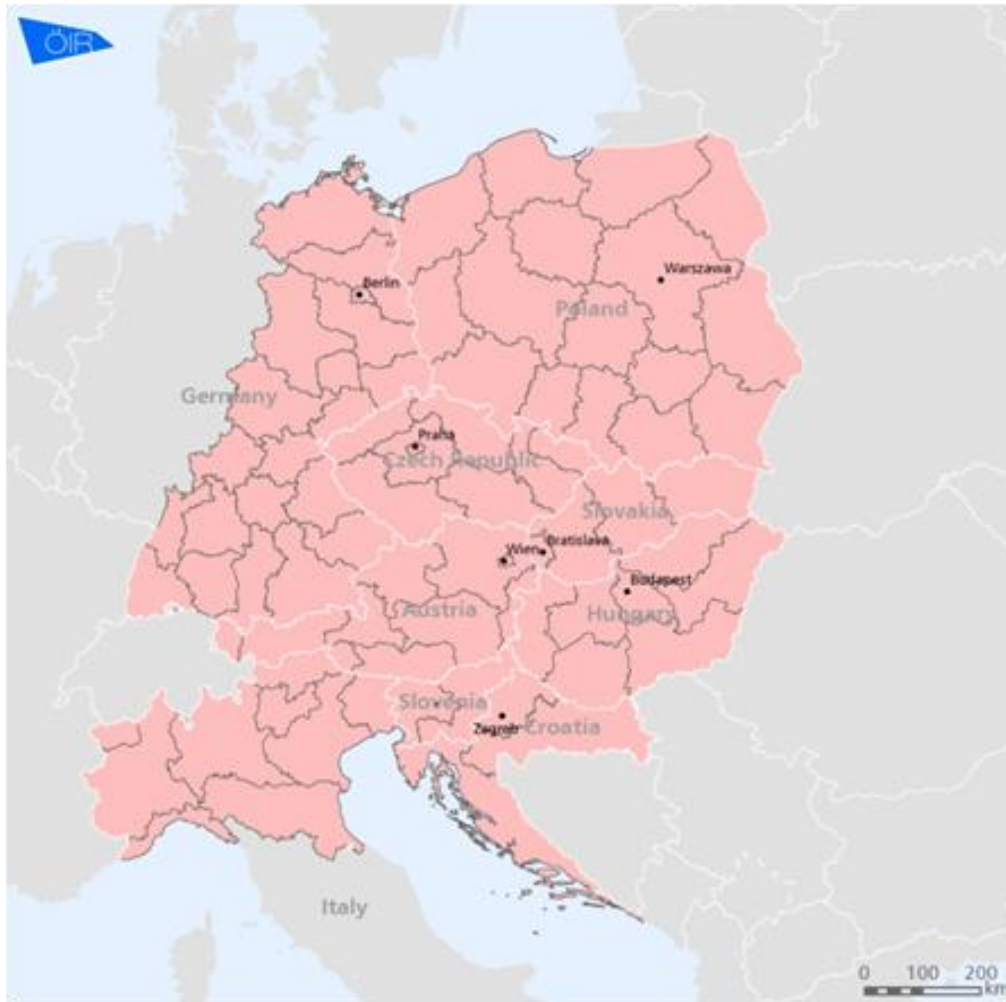 ÖIR
Warszawa
Berlin
Poland
Germany
Praha
Czech Republic
Slovakia
Bratislava
Wien
Budapest
Austria
Hungary
Slovenia
Zagreb
Croatia
Italy
0 100 200
km